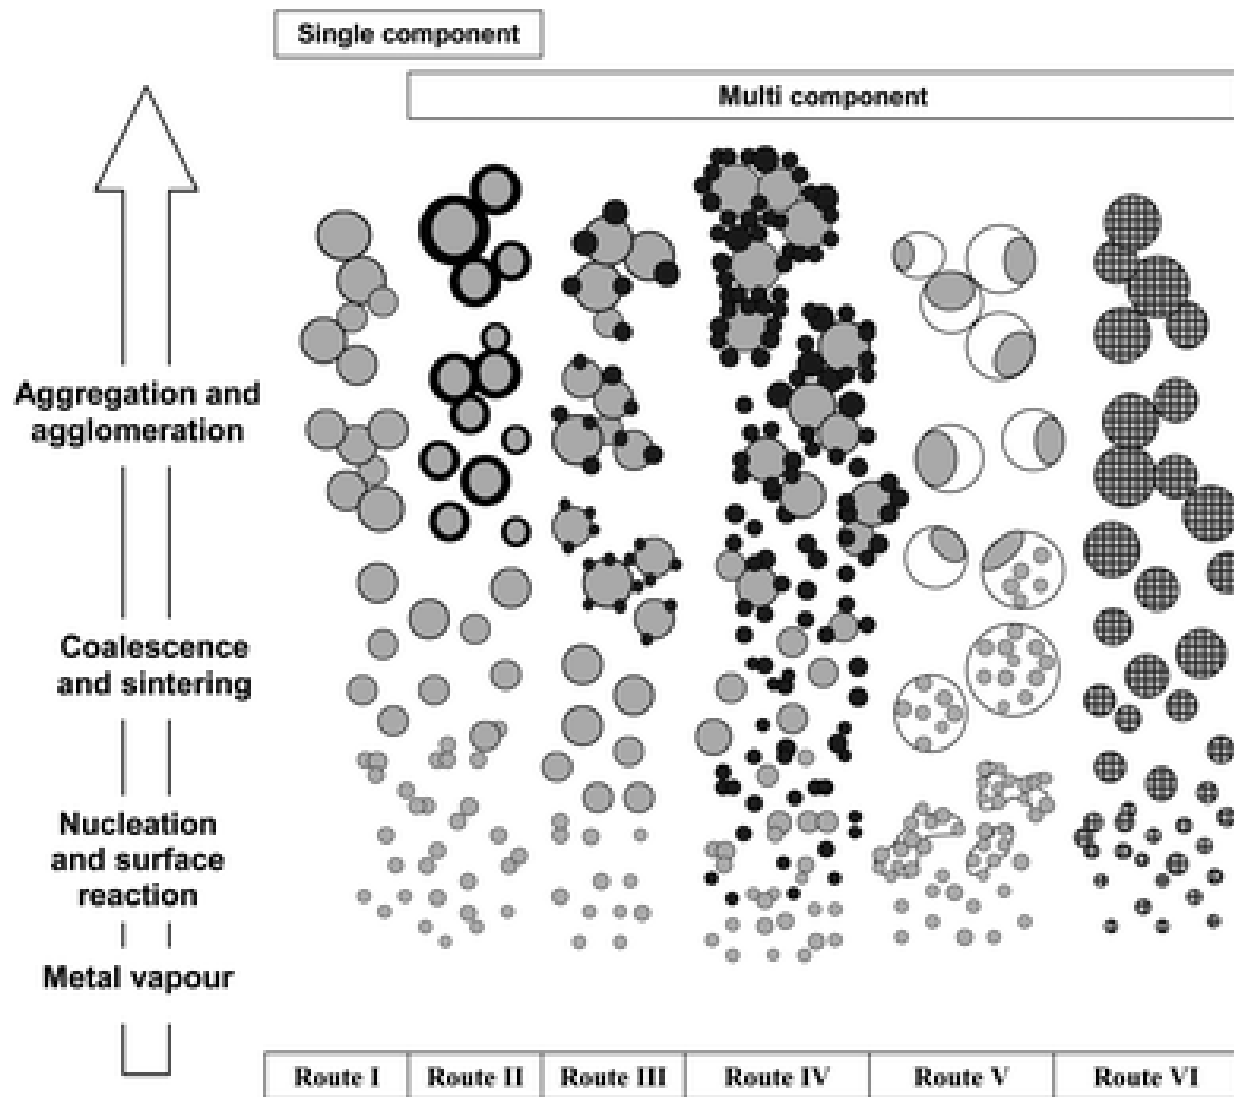 Single component
Multi component
Aggregation and
agglomeration
Coalescence
and sintering
Nucleation
and surface
reaction
Metal vapour
Route I
Route II
Route III
Route IV
Route V
Route VI